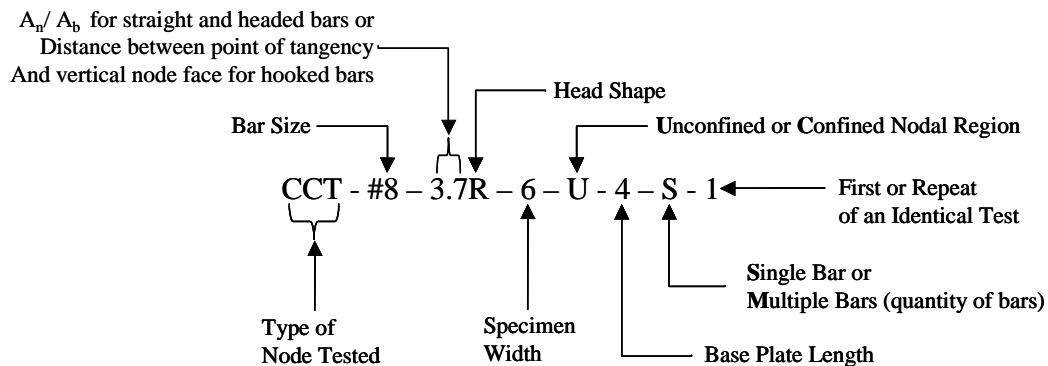 Aₙ/ A_b for straight and headed bars or
Distance between point of tangency
And vertical node face for hooked bars
Head Shape
Bar Size
Unconfined or Confined Nodal Region
CCT - #8 – 3.7R – 6 – U - 4 – S - 1
First or Repeat
of an Identical Test
Single Bar or
Multiple Bars (quantity of bars)
Type of
Node Tested
Specimen
Width
Base Plate Length